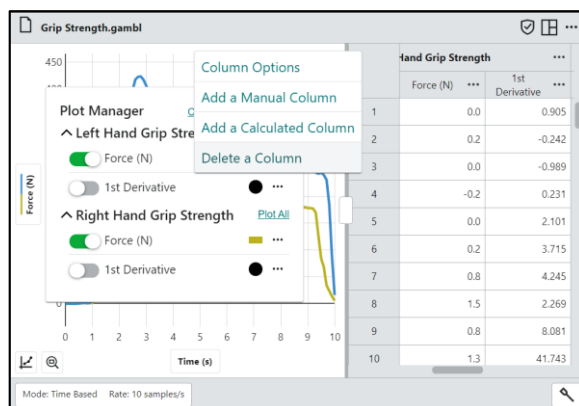 Grip Strength.gambl
450
Column Options
Add a Manual Column
Add a Calculated Column
Delete a Column
Plot Manager
Left Hand Grip Stre
Force (N)
1st Derivative
Right Hand Grip Strength
Plot All
Force (N)
1st Derivative
Force (N)
0
0
1
2
3
4
5
6
7
8
9
10
Time (s)
Mode: Time Based Rate: 10 samples/s
Hand Grip Strength
Force (N)
1st
Derivative
1 0.0 0.905
2 0.2 -0.242
3 0.0 -0.989
4 -0.2 0.231
5 0.0 2.101
6 0.2 3.715
7 0.8 4.245
8 1.5 2.269
9 0.8 8.081
10 1.3 41.743